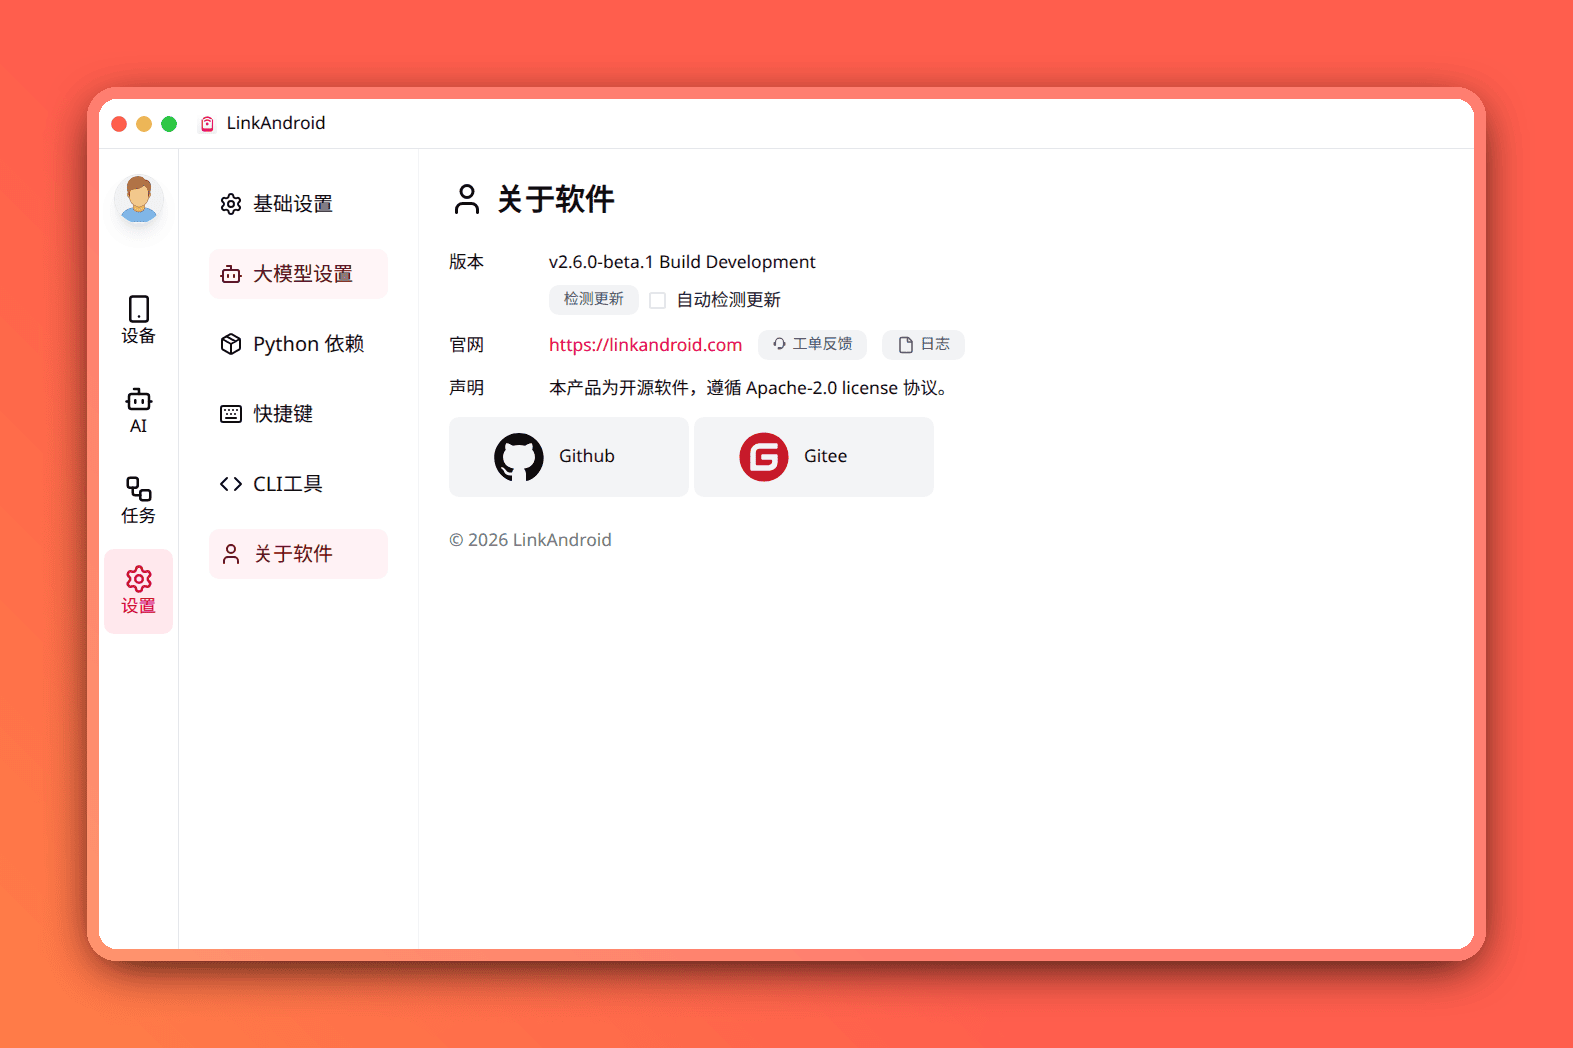 LinkAndroid
设备
AI
任务
设置
基础设置
大模型设置
Python 依赖
快捷键
CLI工具
关于软件
关于软件
版本 v2.6.0-beta.1 Build Development
检测更新 自动检测更新
官网 https://linkandroid.com 工单反馈 日志
声明 本产品为开源软件，遵循 Apache-2.0 license 协议。
Github Gitee
© 2026 LinkAndroid